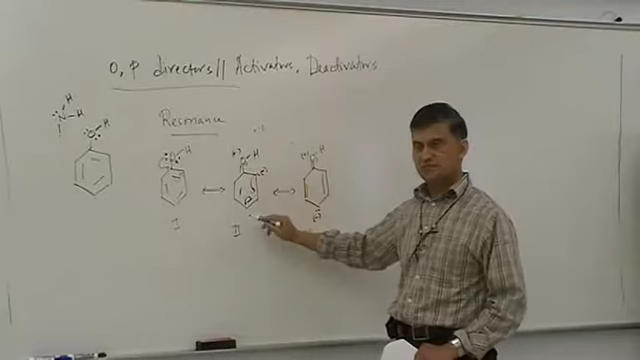 O, P directors// Activators, Deactivators
Resonance
H
N H
O H
H
I
H
II
H